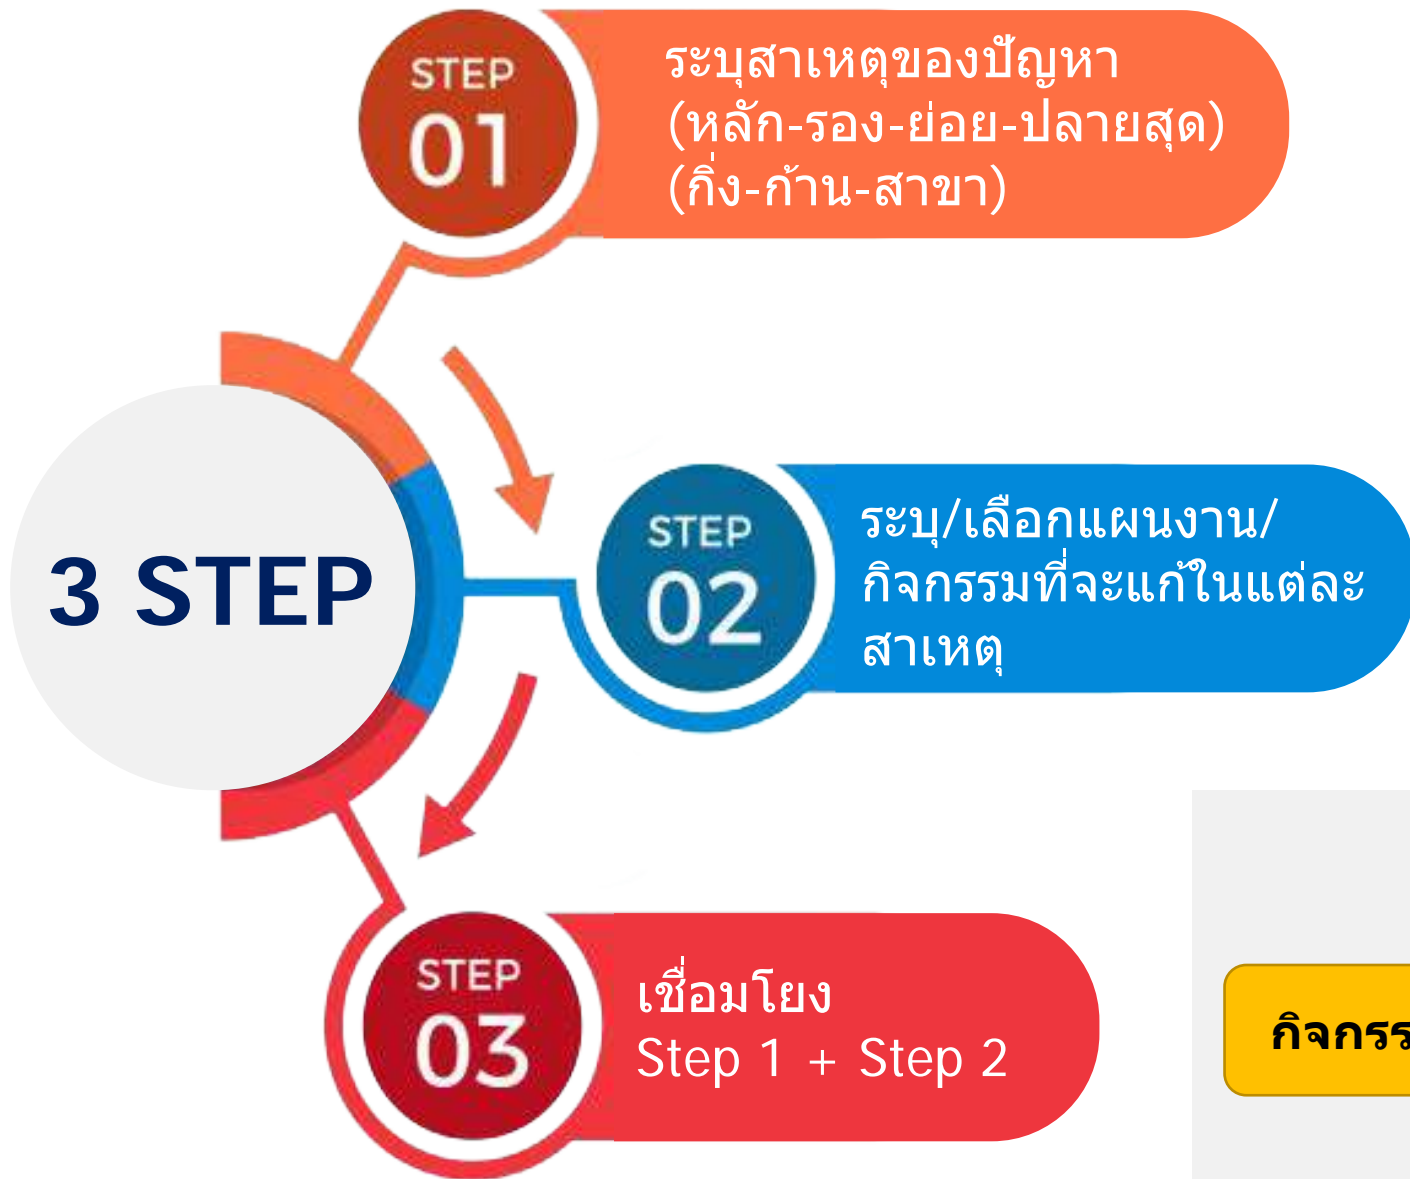 STEP
01
ระบุสาเหตุของปัญหา
(หลัก-รอง-ย่อย-ปลายสุด)
(กิ่ง-ก้าน-สาขา)
3 STEP
STEP
02
ระบุ/เลือกแผนงาน/
กิจกรรมที่จะแก้ในแต่ละ
สาเหตุ
STEP
03
เชื่อมโยง
Step 1 + Step 2